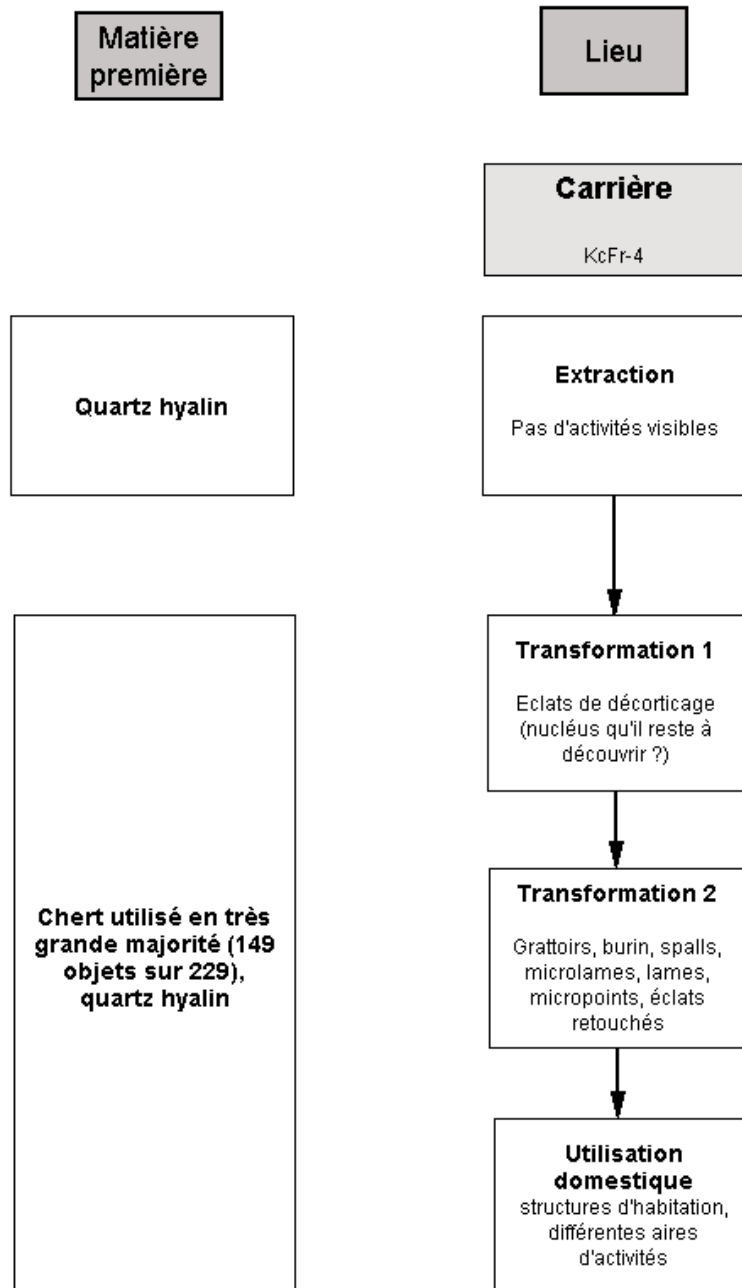 Matière
première
Lieu
Carrière
KcFr-4
Quartz hyalin
Extraction
Pas d'activités visibles
Transformation 1
Eclats de décorticage
(nucléus qu'il reste à
découvrir ?)
Chert utilisé en très
grande majorité (149
objets sur 229),
quartz hyalin
Transformation 2
Grattoirs, burin, spalls,
microlames, lames,
micropoints, éclats
retouchés
Utilisation
domestique
structures d'habitation,
différentes aires
d'activités